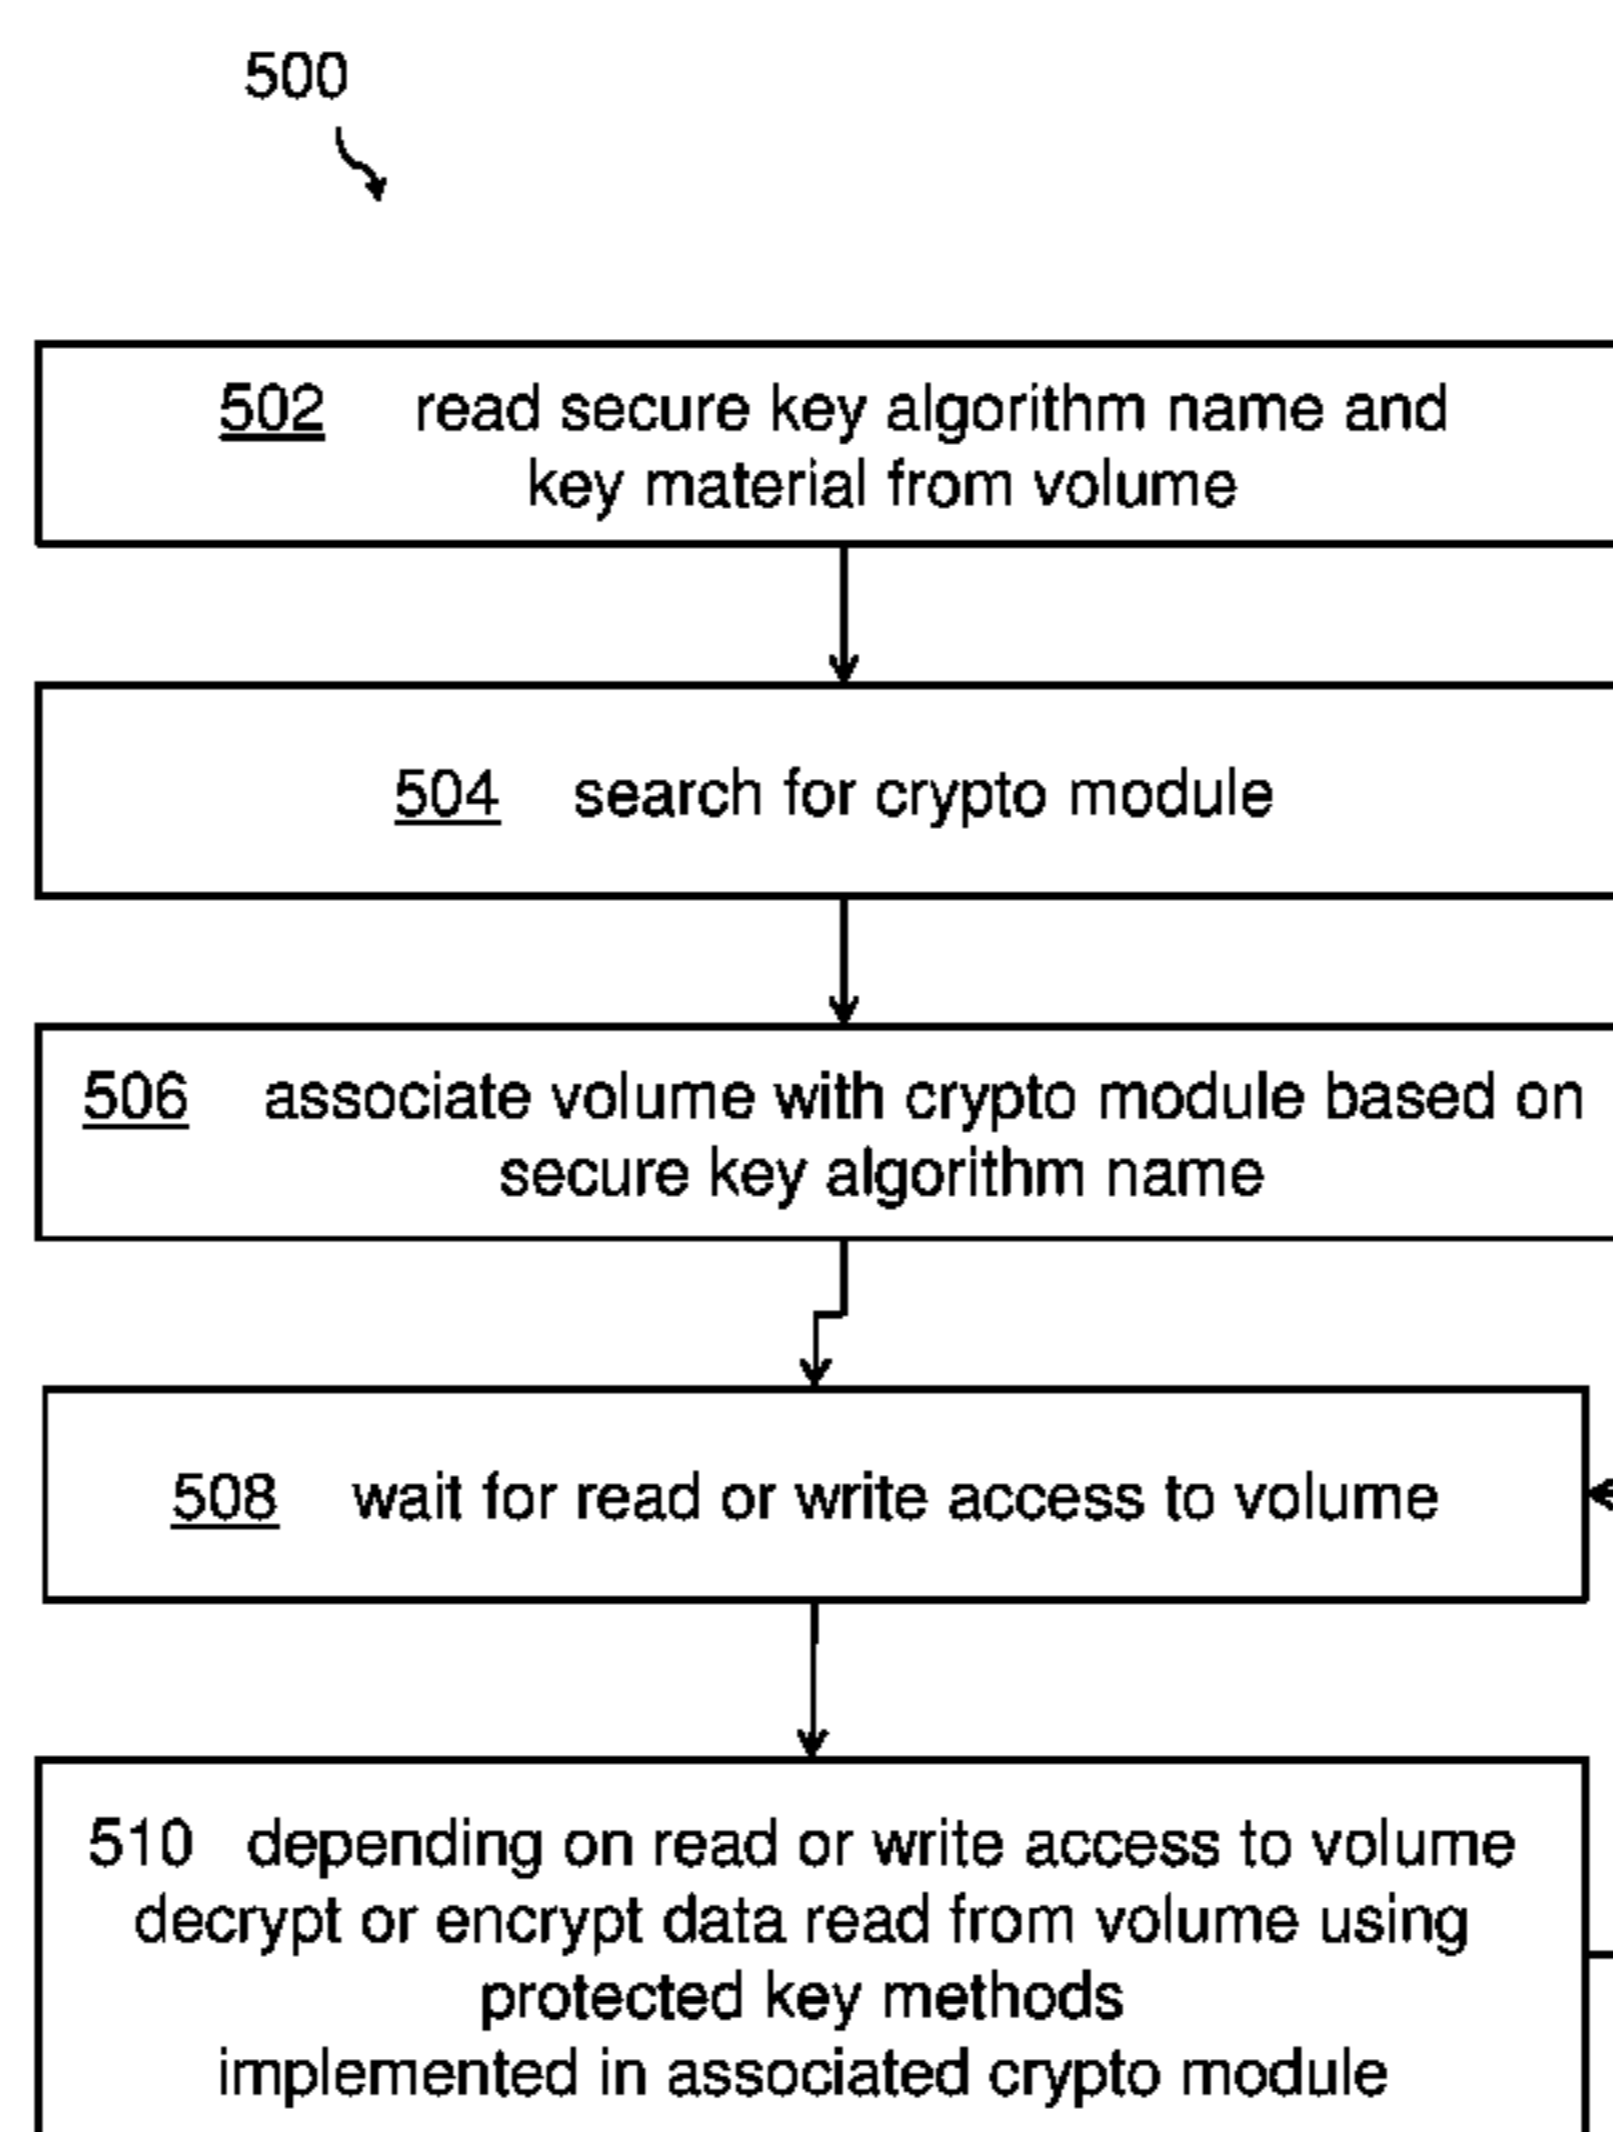 500
502 read secure key algorithm name and
key material from volume
504 search for crypto module
506 associate volume with crypto module based on
secure key algorithm name
508 wait for read or write access to volume
510 depending on read or write access to volume
decrypt or encrypt data read from volume using
protected key methods
implemented in associated crypto module